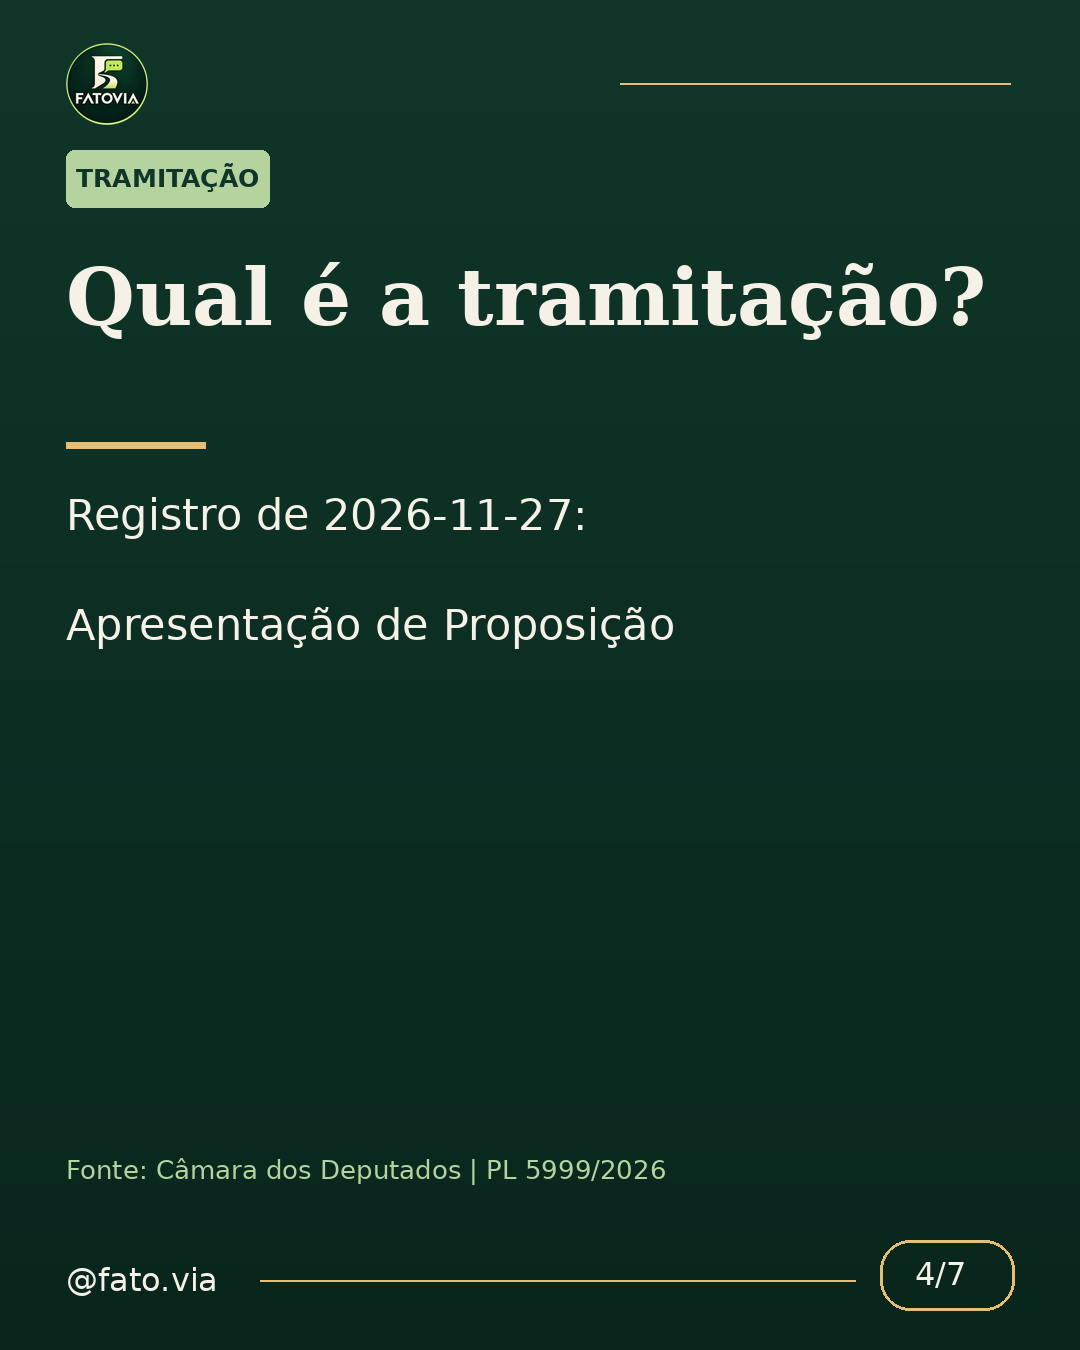 FATOVIA
TRAMITAÇÃO
Qual é a tramitação?
Registro de 2026-11-27:
Apresentação de Proposição
Fonte: Câmara dos Deputados | PL 5999/2026
@fato.via
4/7